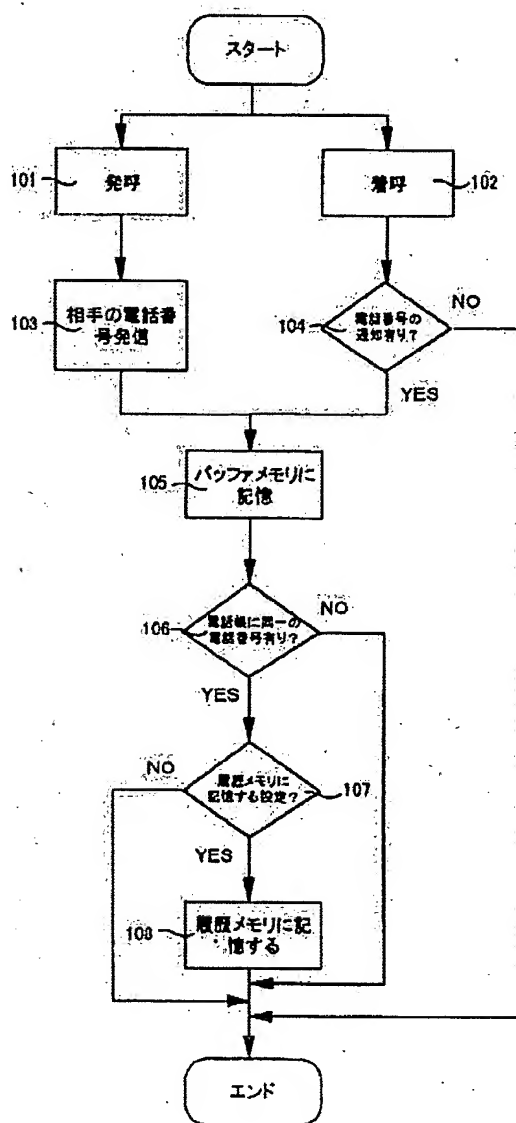 スタート
101
発呼
着呼
102
103
相手の電話番
号発信
104
電話番号の
通知有り?
NO
YES
105
バッファメモリに
記憶
106
電話帳に同一の
電話番号有り?
NO
YES
NO
履歴メモリに
記憶する設定?
107
YES
108
履歴メモリに記
憶する
エンド